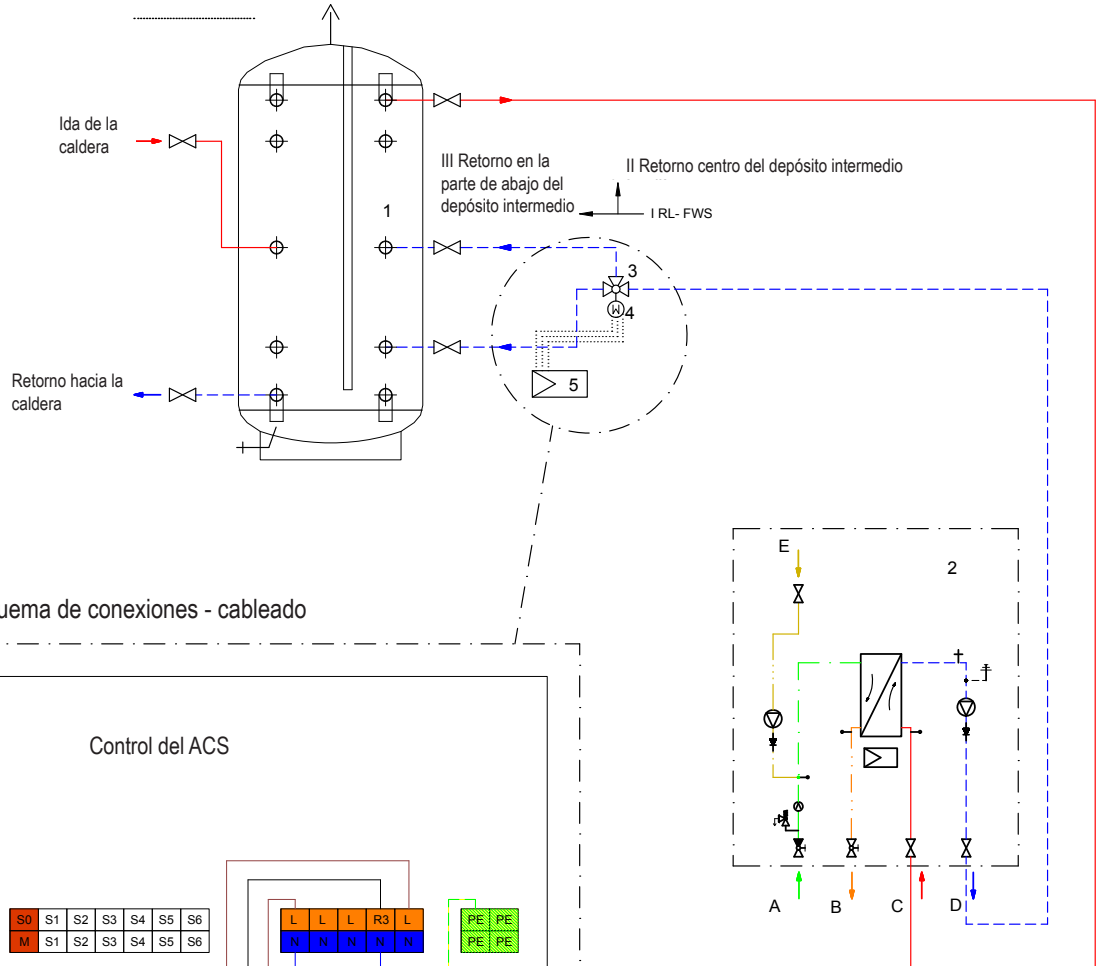 Ida de la
caldera
III Retorno en la
parte de abajo del
depósito intermedio
II Retorno centro del depósito intermedio
I RL- FWS
1
3
4
5
Retorno hacia la
caldera
E
2
uema de conexiones - cableado
Control del ACS
A B C D
S0 S1 S2 S3 S4 S5 S6
M S1 S2 S3 S4 S5 S6
L L L R3 L
N N N N N
PE PE
PE PE